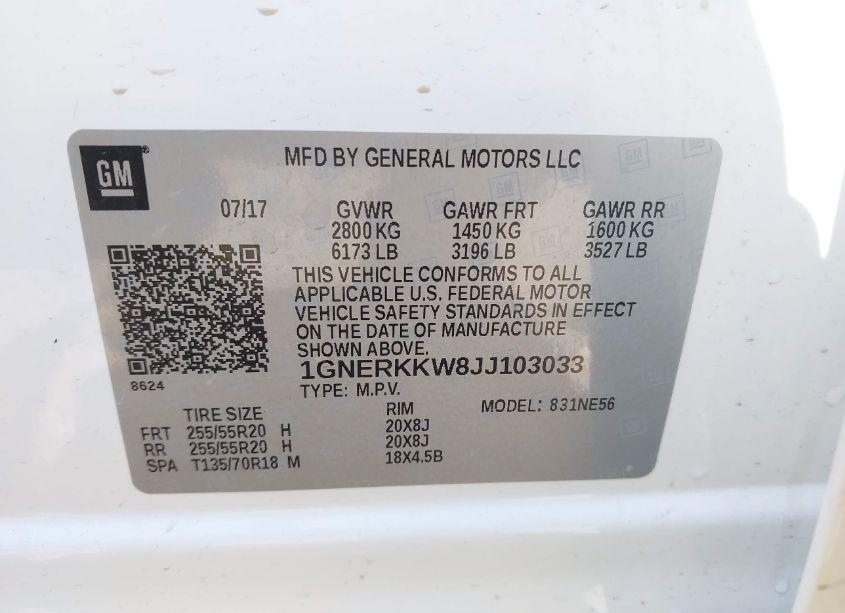 GM
MFD BY GENERAL MOTORS LLC
07/17 GVWR GAWR FRT GAWR RR
2800 KG 1450 KG 1600 KG
6173 LB 3196 LB 3527 LB
THIS VEHICLE CONFORMS TO ALL
APPLICABLE U.S. FEDERAL MOTOR
VEHICLE SAFETY STANDARDS IN EFFECT
ON THE DATE OF MANUFACTURE
SHOWN ABOVE.
8624
1GNERKKW8JJ103033
TYPE: M.P.V. MODEL: 831NE56
TIRE SIZE RIM
FRT 255/55R20 H 20X8J
RR 255/55R20 H 20X8J
SPA T135/70R18 M 18X4.5B